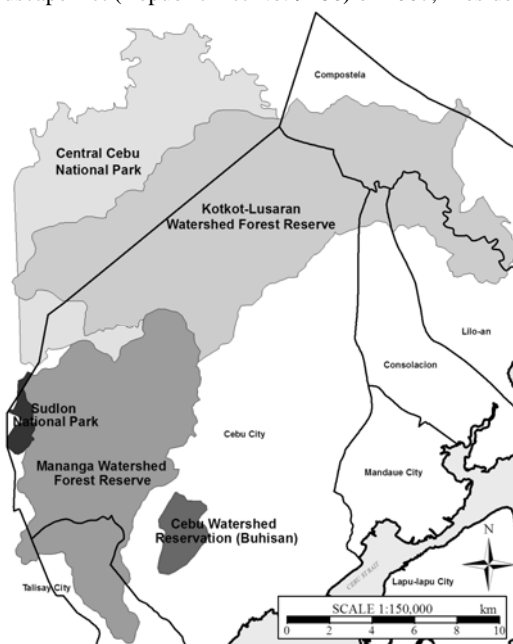 Compostela
Central Cebu
National Park
Kotkot-Lusaran
Watershed Forest Reserve
Lilo-an
Consolacion
Sudlon
National Park
Cebu City
Mananga Watershed
Forest Reserve
Mandaue City
Cebu Watershed
Reservation (Buhisan)
N
CEBU STRAIT
Talisay City
Lapu-lapu City
SCALE 1:150,000 km
0 2 4 6 8 10